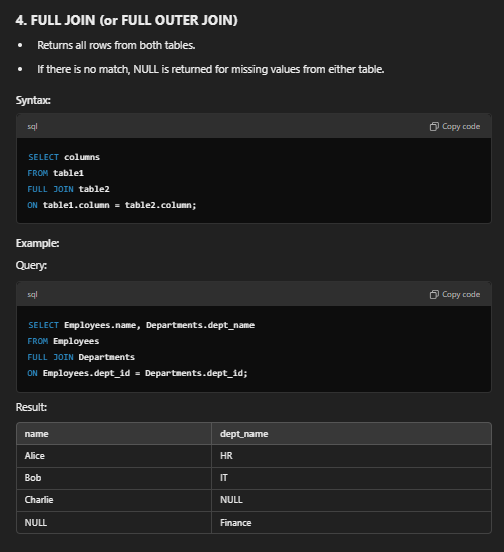 4. FULL JOIN (or FULL OUTER JOIN)
• Returns all rows from both tables.
• If there is no match, NULL is returned for missing values from either table.
Syntax:
sql Copy code
SELECT columns
FROM table1
FULL JOIN table2
ON table1.column = table2.column;
Example:
Query:
sql Copy code
SELECT Employees.name, Departments.dept_name
FROM Employees
FULL JOIN Departments
ON Employees.dept_id = Departments.dept_id;
Result:
name dept_name
Alice HR
Bob IT
Charlie NULL
NULL Finance